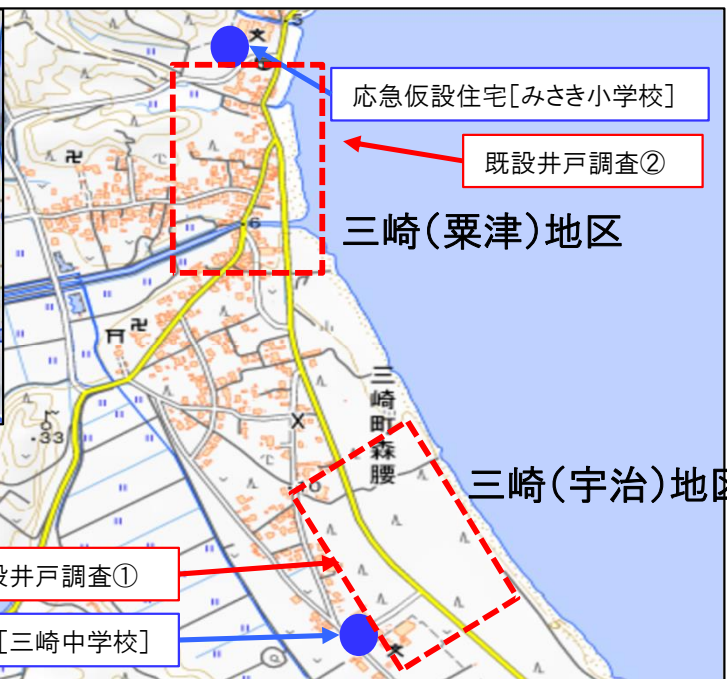 応急仮設住宅[みさき小学校]
既設井戸調査②
三崎(粟津)地区
6
33
三崎町森腰
三崎(宇治)地区
設井戸調査①
[三崎中学校]